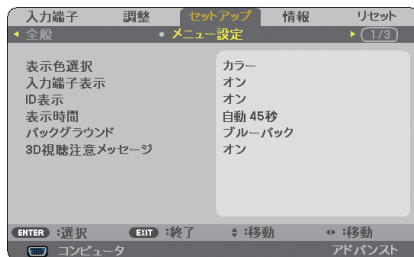 入力端子 調整 セットアップ 情報 リセット
全般 メニュー設定 1/3
表示色選択 カラー
入力端子表示 オン
ID表示 オン
表示時間 自動 45秒
バックグラウンド ブルーバック
3D視聴注意メッセージ オン
ENTER :選択 EXIT :終了 :移動 :移動
コンピュータ アドバンスト